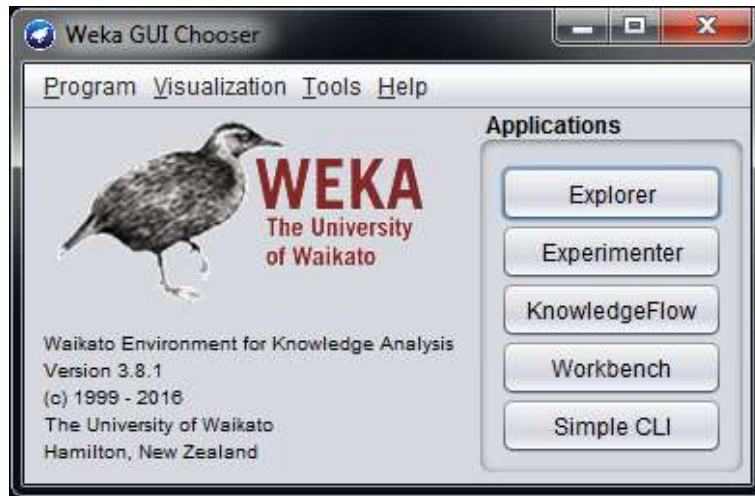 Weka GUI Chooser
Program Visualization Tools Help
WEKA
The University
of Waikato
Waikato Environment for Knowledge Analysis
Version 3.8.1
(c) 1999 - 2016
The University of Waikato
Hamilton, New Zealand
Applications
Explorer
Experimenter
KnowledgeFlow
Workbench
Simple CLI